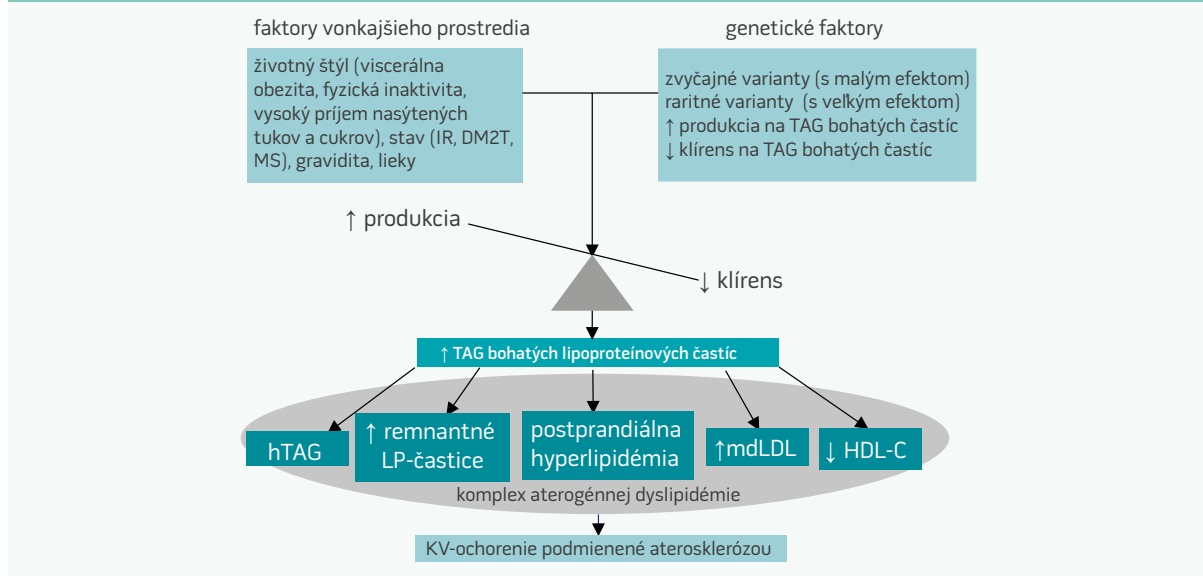 faktory vonkajšieho prostredia
životný štýl (viscerálna
obezita, fyzická inaktivita,
vysoký príjem nasýtených
tukov a cukrov), stav (IR, DM2T,
MS), gravidita, lieky
genetické faktory
zvyčajné varianty (s malým efektom)
raritné varianty (s veľkým efektom)
↑ produkcia na TAG bohatých častíc
↓ klírens na TAG bohatých častíc
↑ produkcia
↓ klírens
↑ TAG bohatých lipoproteínových častíc
hTAG
↑ remnantné
LP-častice
postprandiálna
hyperlipidémia
↑mdLDL
↓ HDL-C
komplex aterogénnej dyslipidémie
KV-ochorenie podmienené aterosklerózou